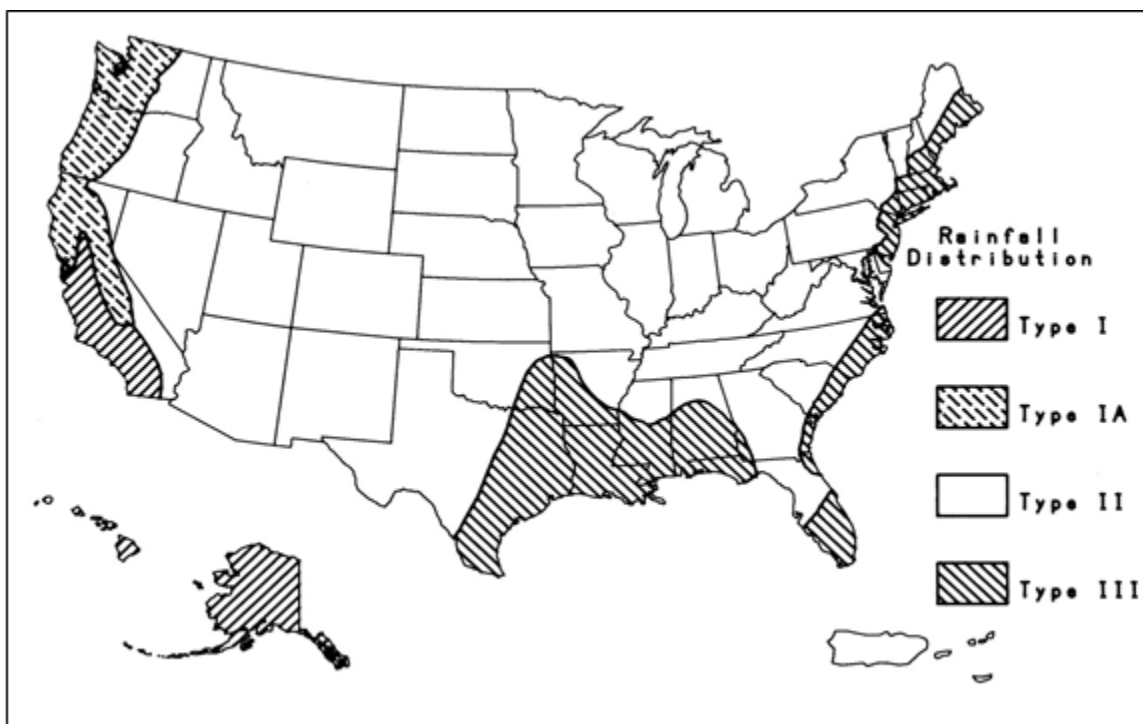 Rainfall
Distribution
Type I
Type IA
Type II
Type III